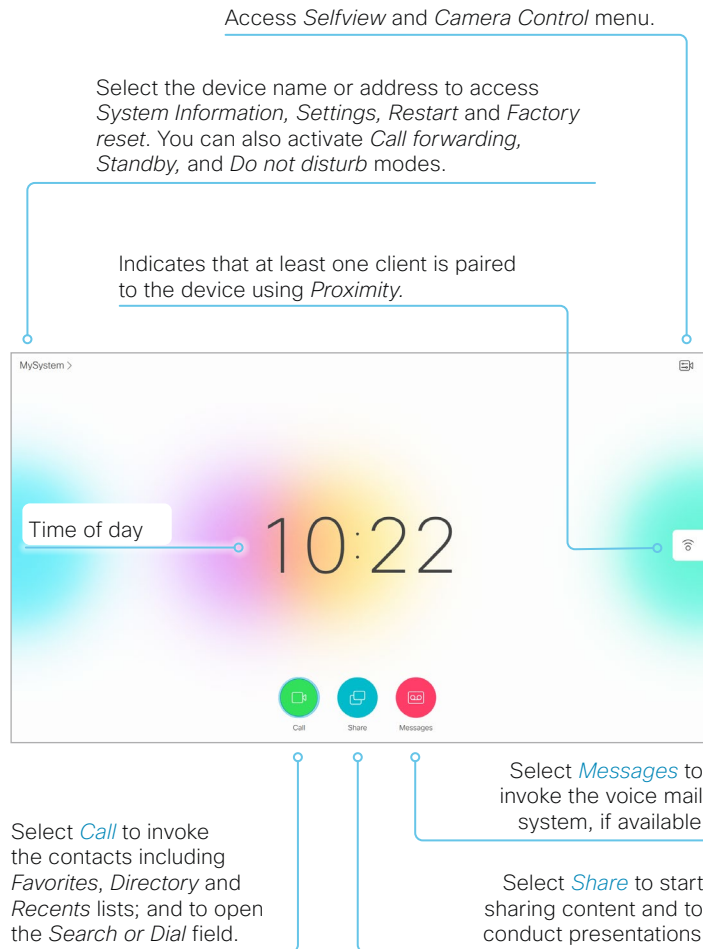 Access Selfview and Camera Control menu.
Select the device name or address to access
System Information, Settings, Restart and Factory
reset. You can also activate Call forwarding,
Standby, and Do not disturb modes.
Indicates that at least one client is paired
to the device using Proximity.
MySystem >
Time of day
10:22
Call
Share
Messages
Select Messages to
invoke the voice mail
system, if available
Select Call to invoke
the contacts including
Favorites, Directory and
Recents lists; and to open
the Search or Dial field.
Select Share to start
sharing content and to
conduct presentations